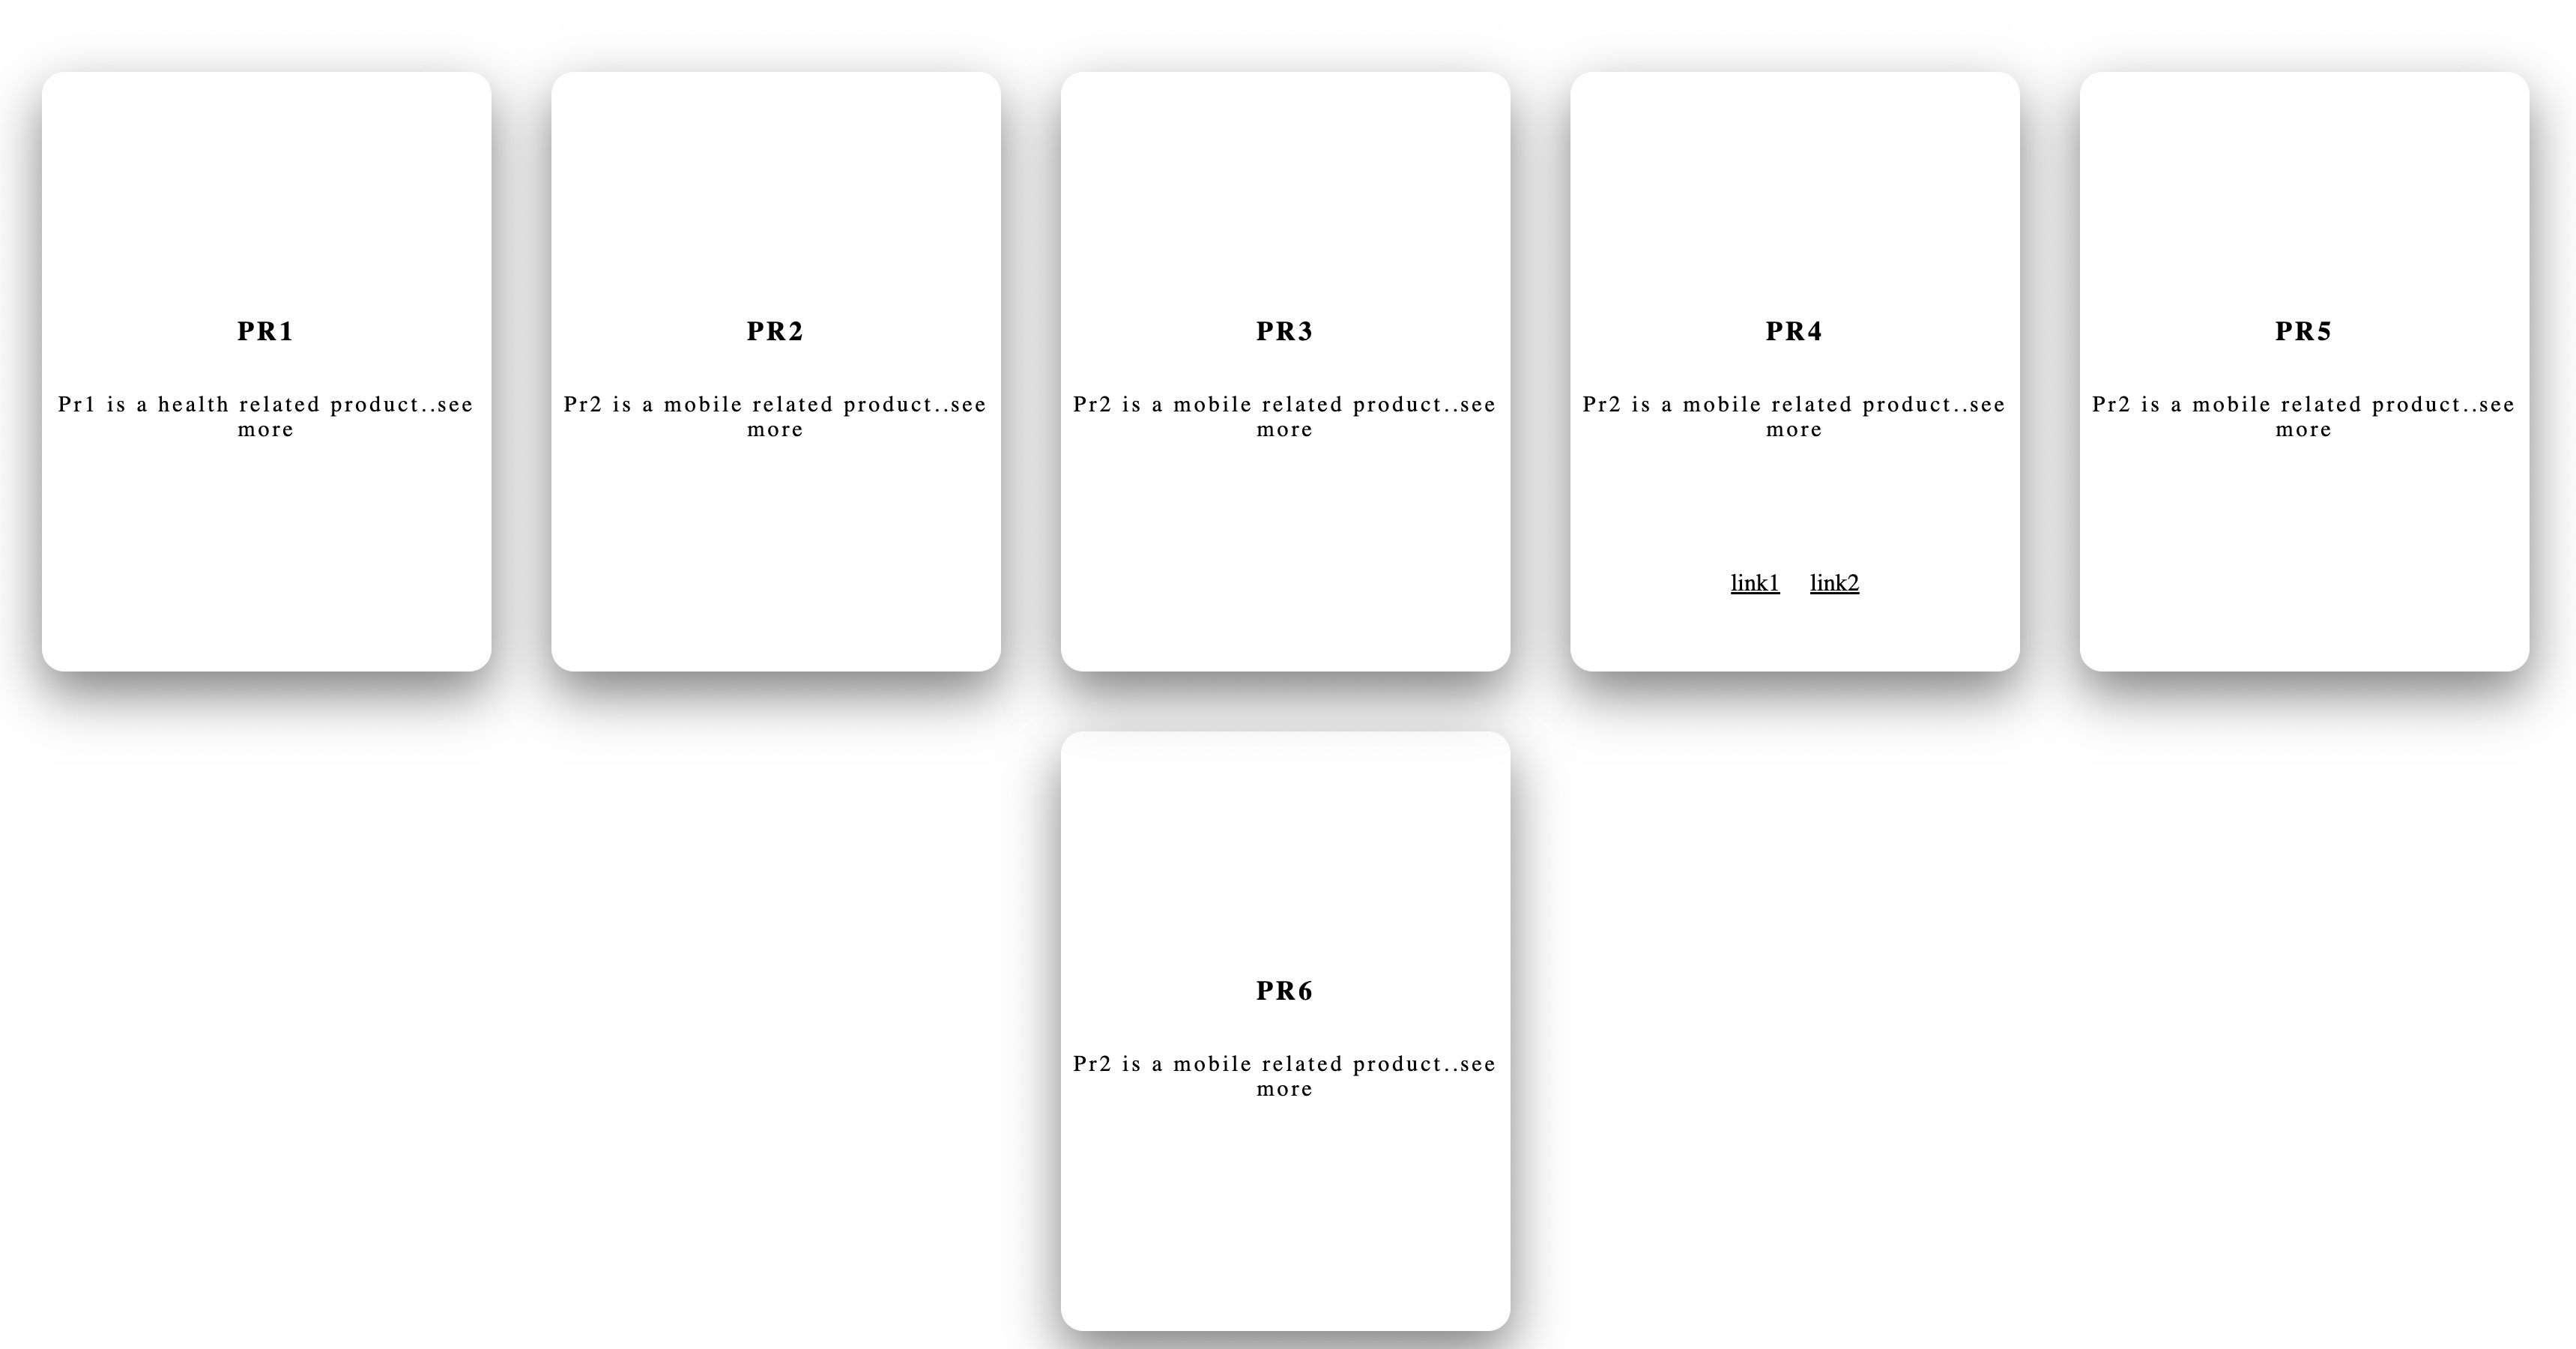 PR1
Pr1 is a health related product..see
more
PR2
Pr2 is a mobile related product..see
more
PR3
Pr2 is a mobile related product..see
more
PR4
Pr2 is a mobile related product..see
more
link1 link2
PR5
Pr2 is a mobile related product..see
more
PR6
Pr2 is a mobile related product..see
more